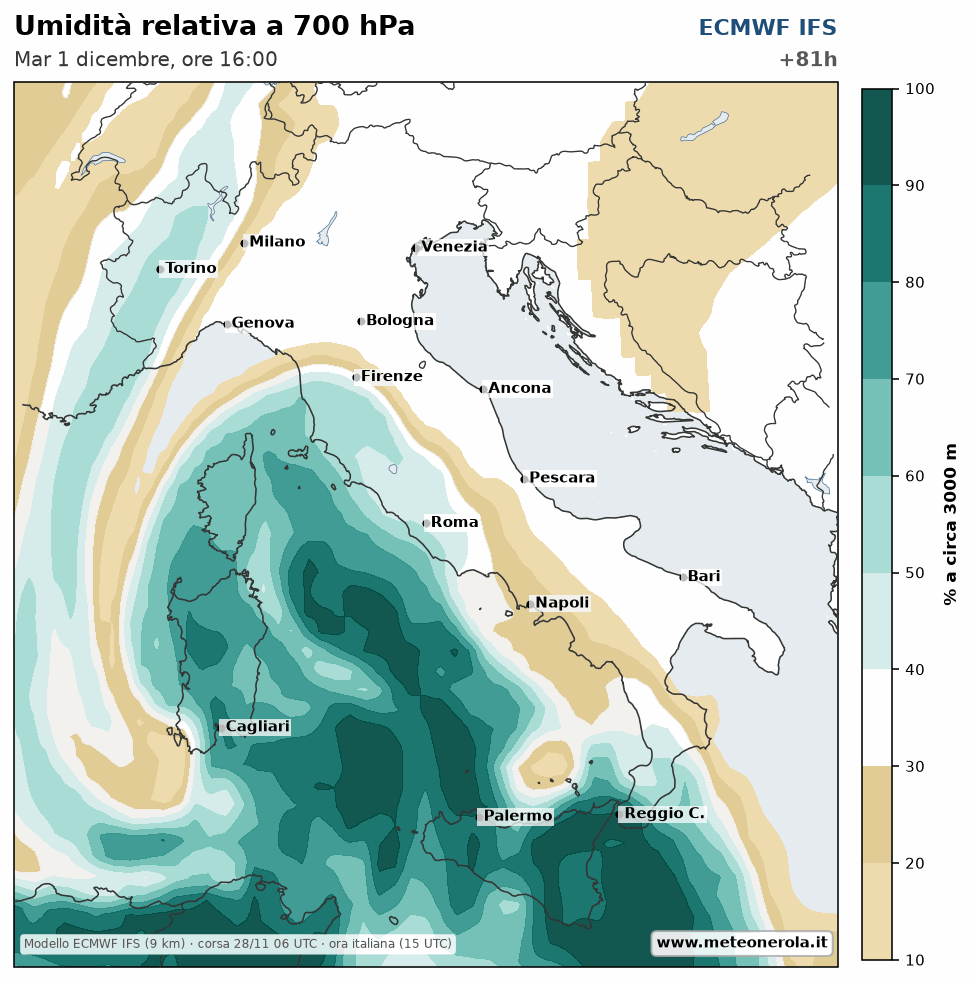 Umidità relativa a 700 hPa
ECMWF IFS
Mar 1 dicembre, ore 16:00
+81h
100
90
80
70
60
50
40
30
20
10
% a circa 3000 m
Milano
Venezia
Torino
Genova
Bologna
Firenze
Ancona
Pescara
Roma
Bari
Napoli
Cagliari
Palermo
Reggio C.
Modello ECMWF IFS (9 km) · corsa 28/11 06 UTC · ora italiana (15 UTC)
www.meteonerola.it